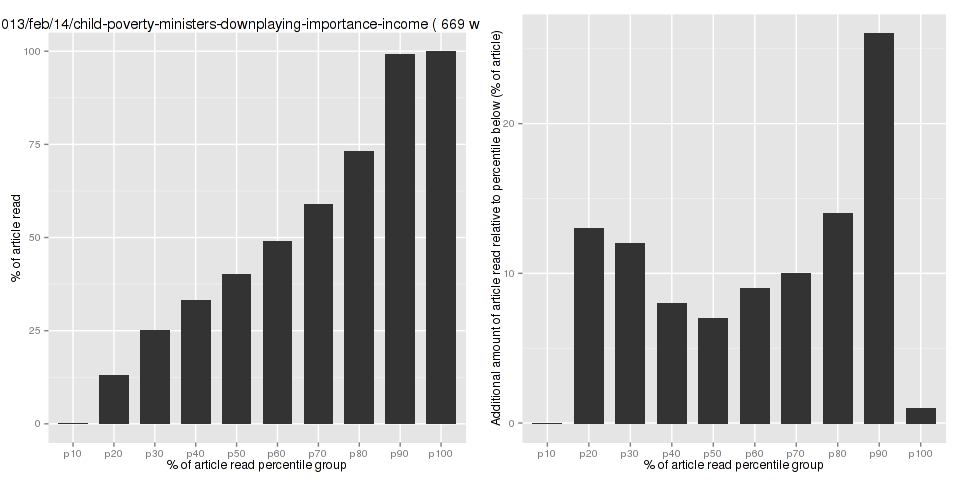 013/feb/14/child-poverty-ministers-downplaying-importance-income ( 669 w
% of article read
100
75
50
25
0
p10 p20 p30 p40 p50 p60 p70 p80 p90 p100
% of article read percentile group
Additional amount of article read relative to percentile below (% of article)
20
10
0
p10 p20 p30 p40 p50 p60 p70 p80 p90 p100
% of article read percentile group